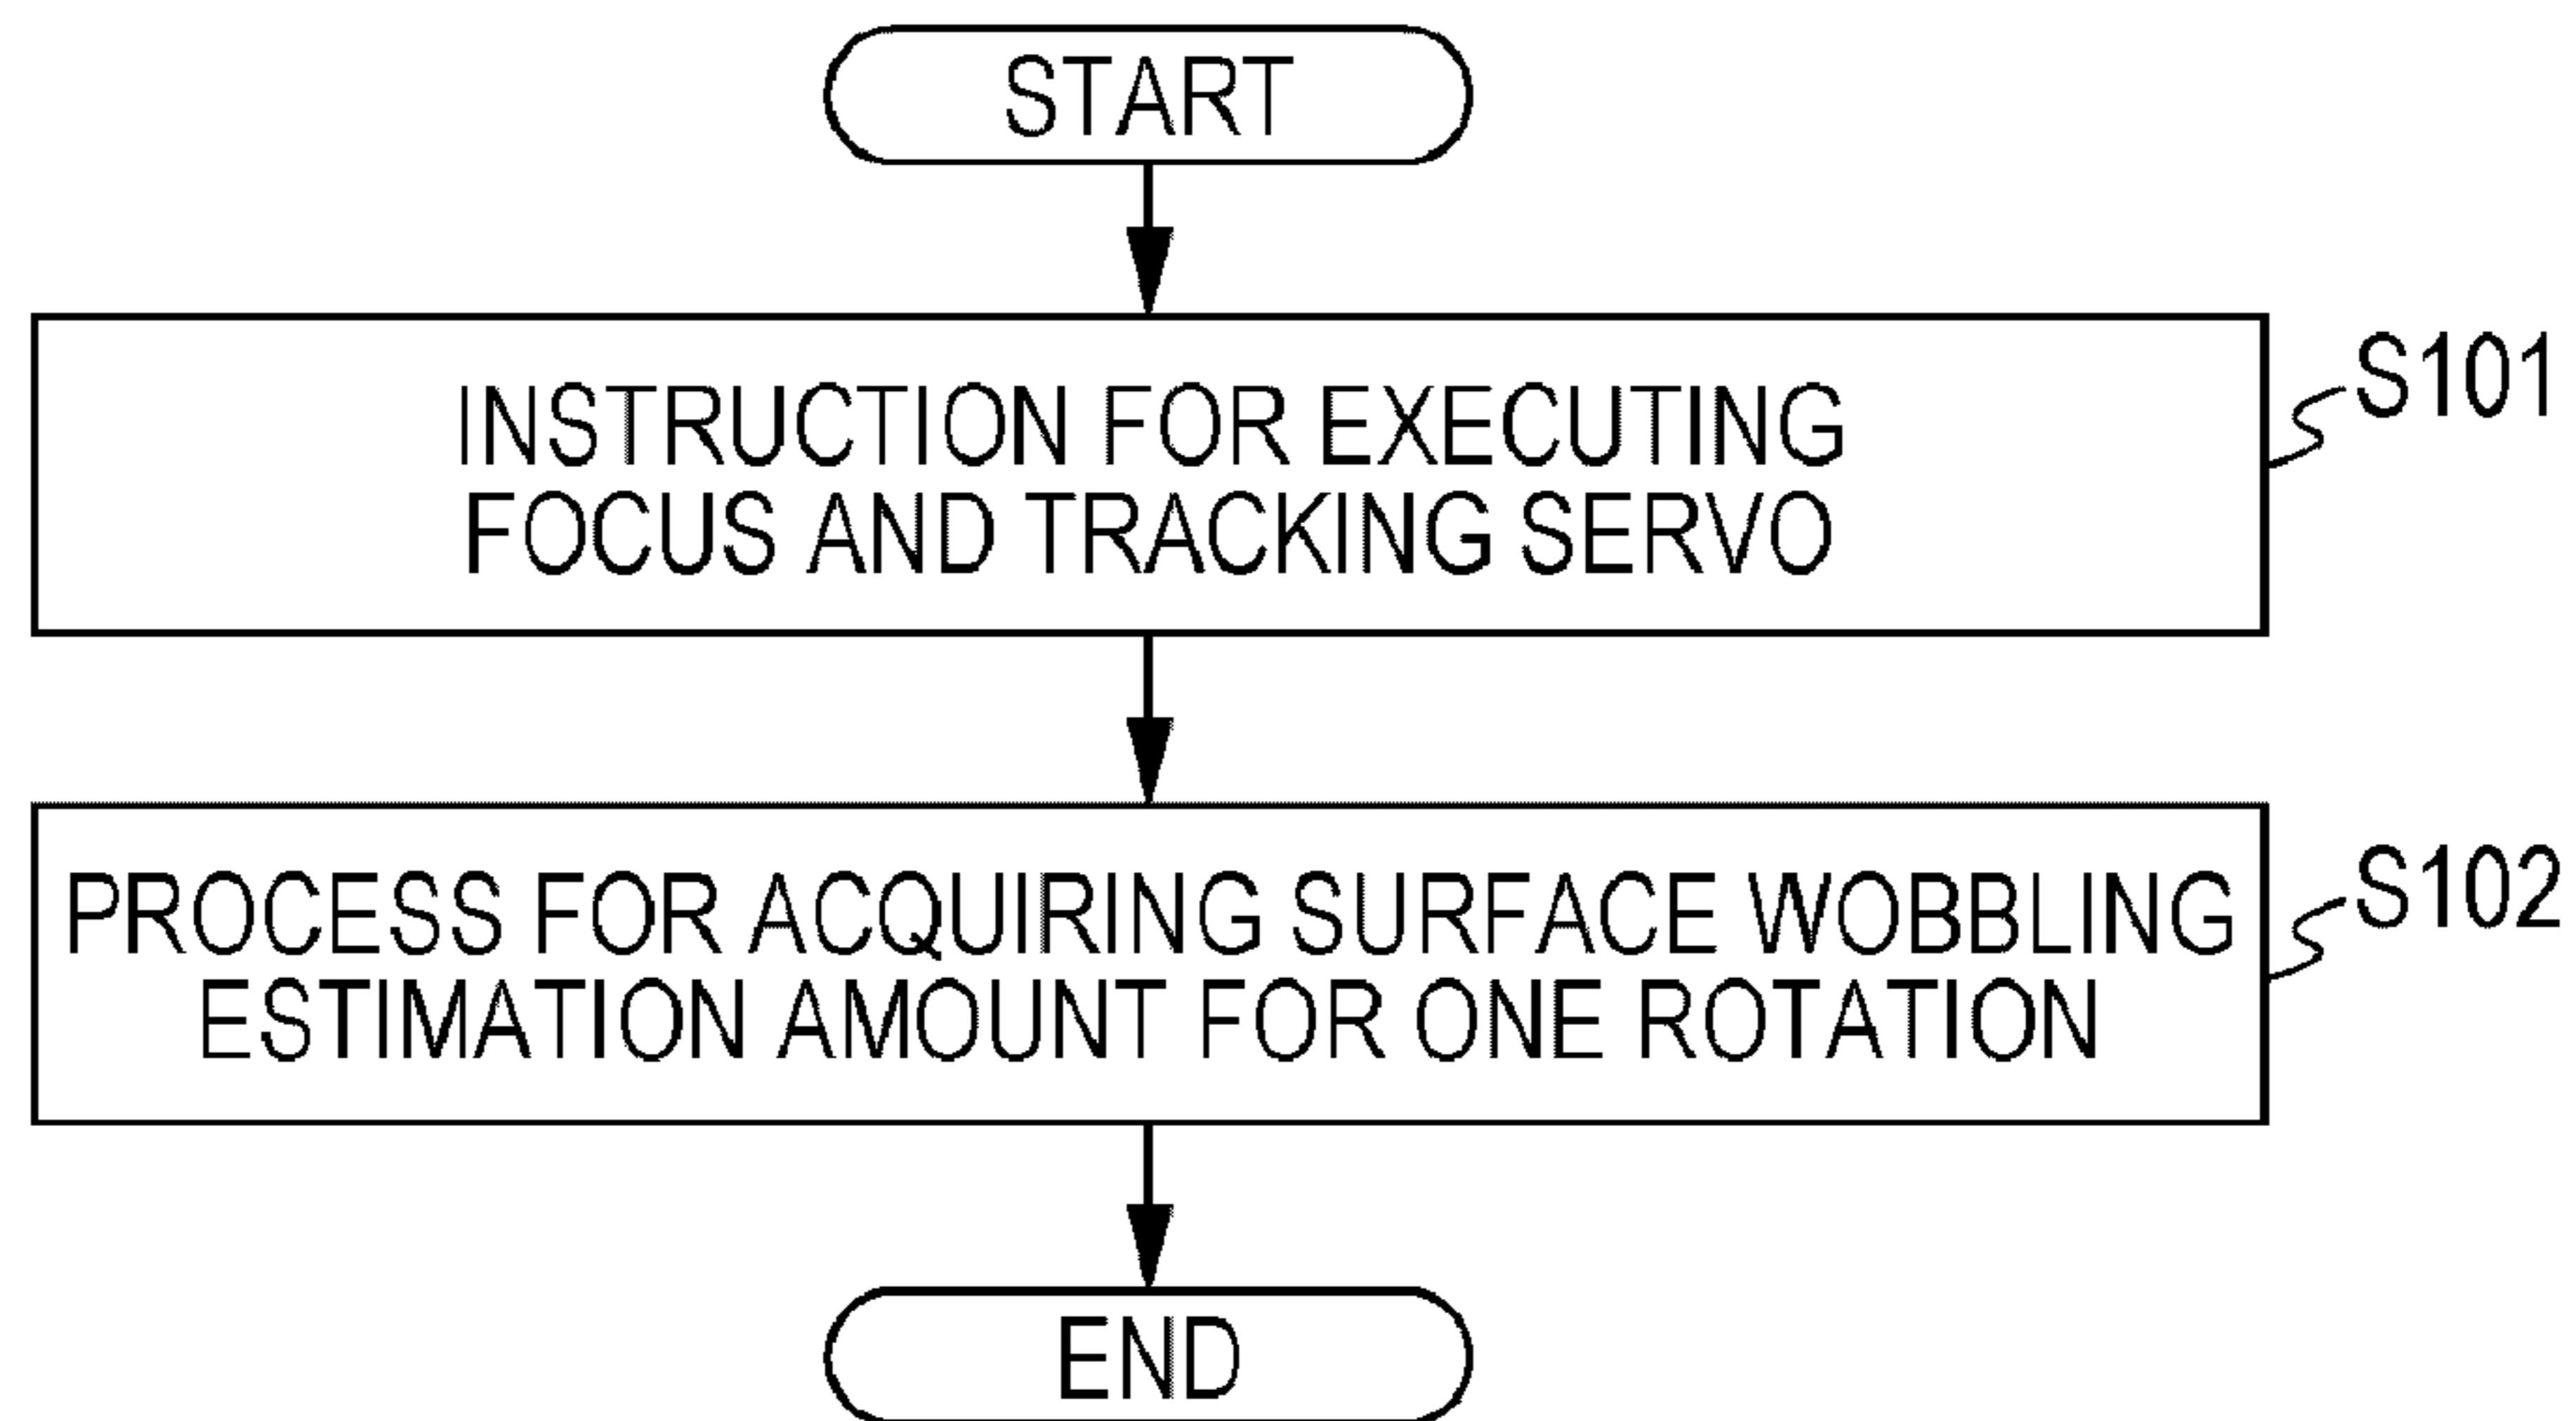 START
INSTRUCTION FOR EXECUTING
FOCUS AND TRACKING SERVO
S101
PROCESS FOR ACQUIRING SURFACE WOBBLING
ESTIMATION AMOUNT FOR ONE ROTATION
S102
END